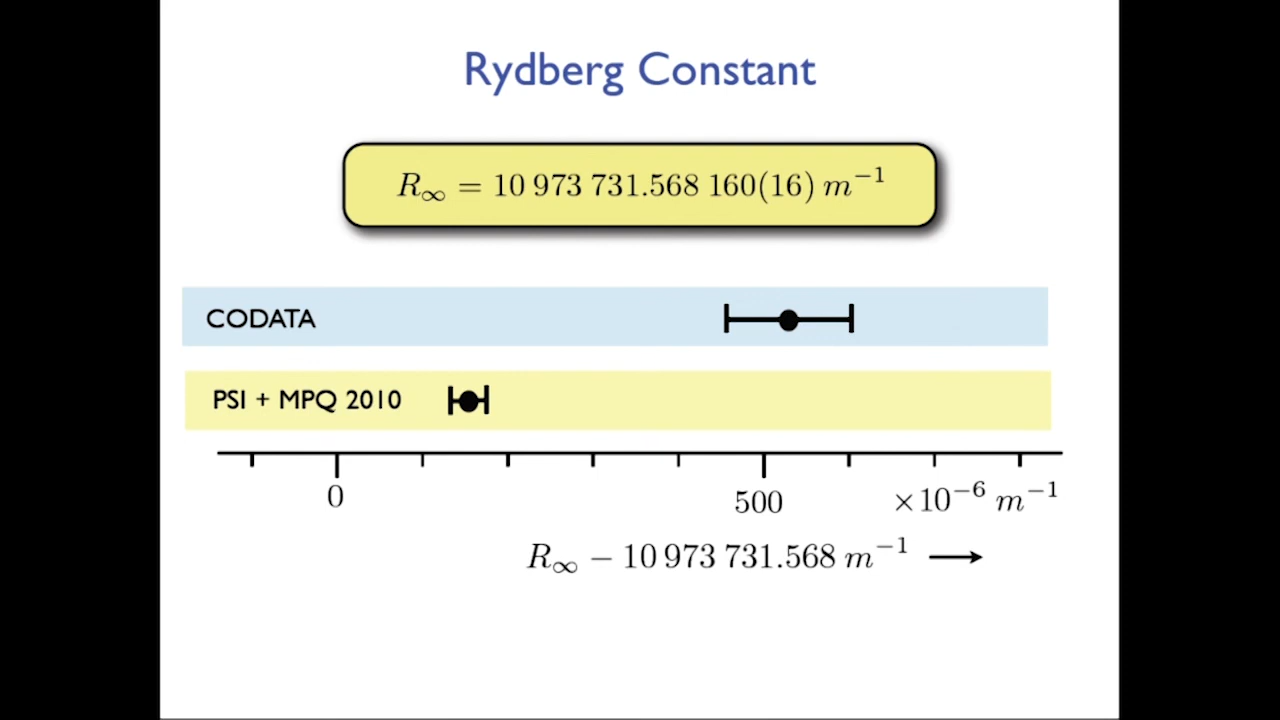 Rydberg Constant
R∞ = 10 973 731.568 160(16) m⁻¹
CODATA
PSI + MPQ 2010
0 500 ×10⁻⁶ m⁻¹
R∞ − 10 973 731.568 m⁻¹ →